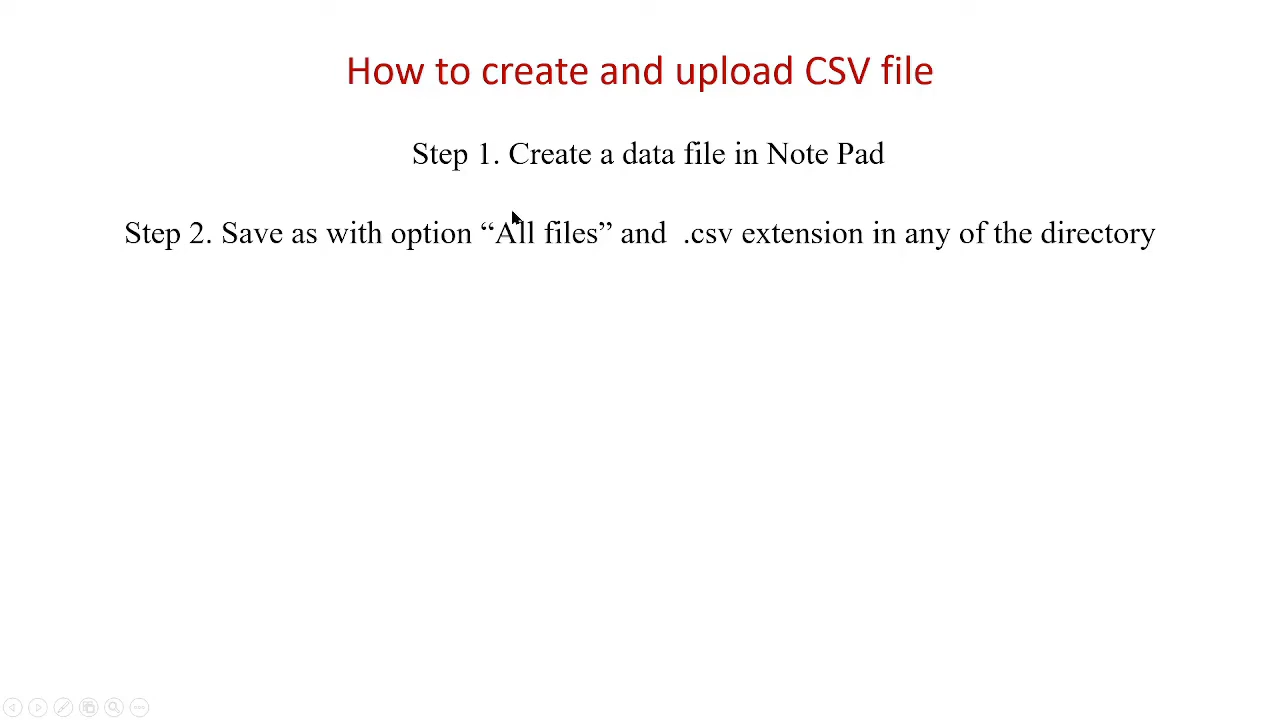 How to create and upload CSV file
Step 1. Create a data file in Note Pad
Step 2. Save as with option “All files” and  .csv extension in any of the directory